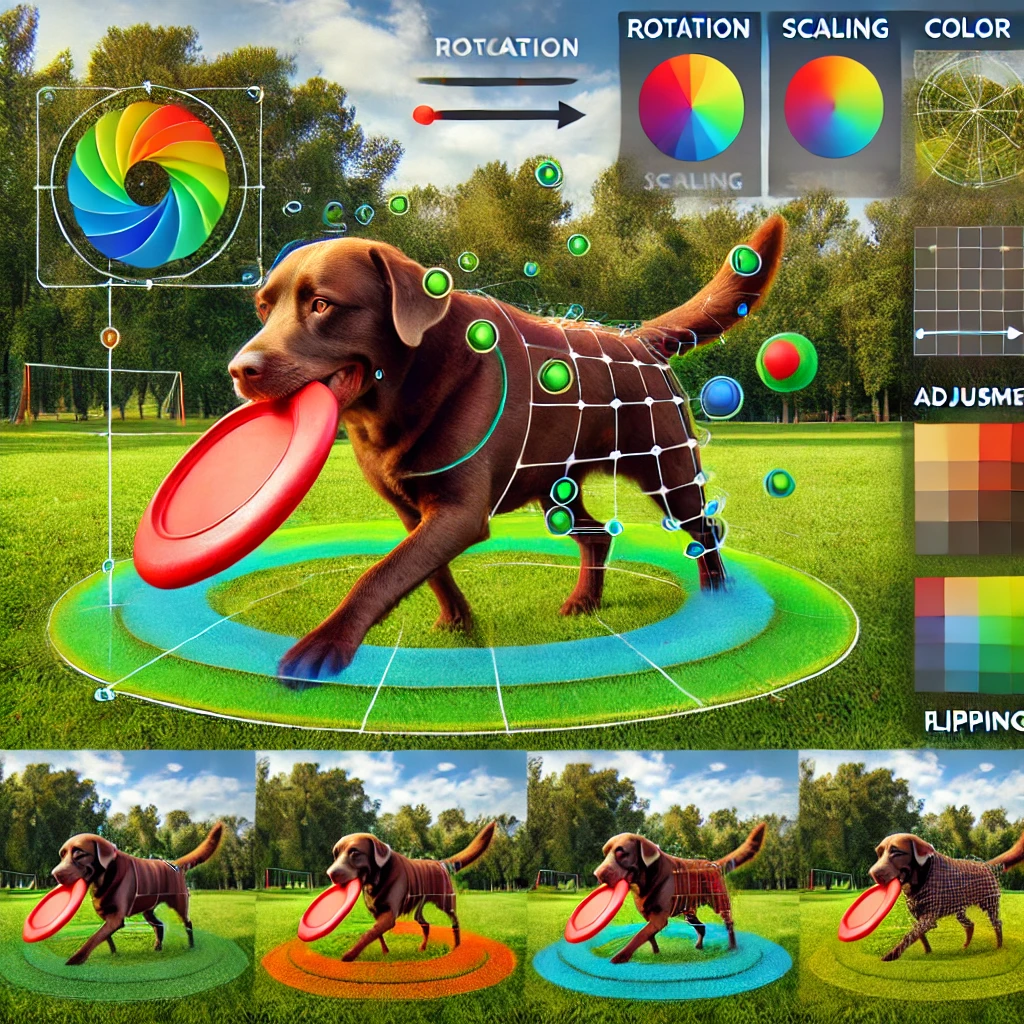 ROTCATION
ROTATION
SCALING
COLOR
SCALING
ADJUSME
FLIPPING